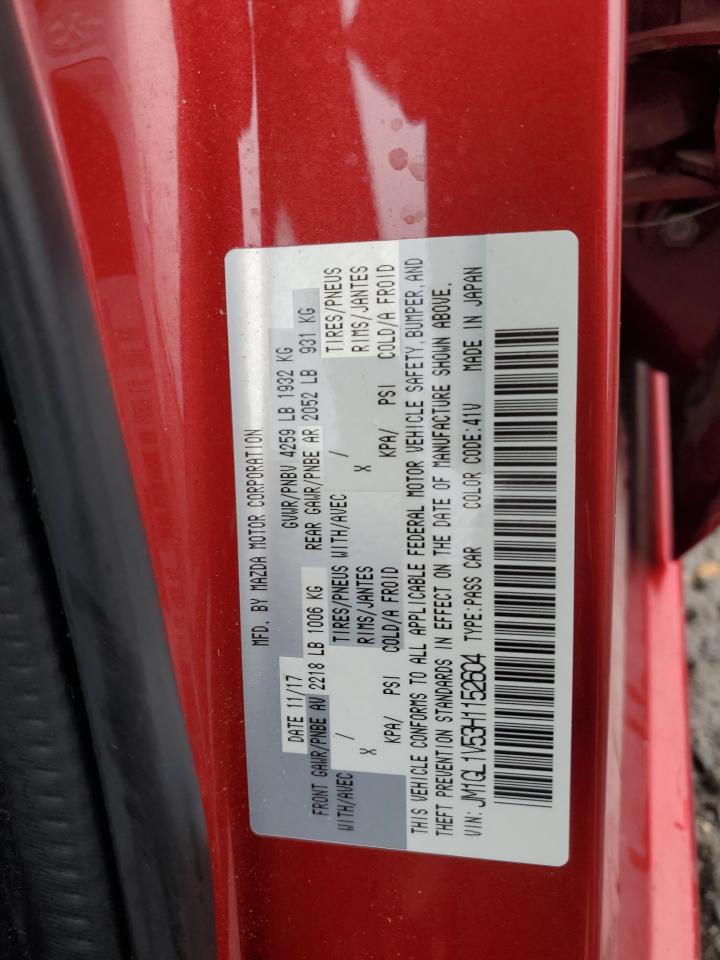 MFD. BY MAZDA MOTOR CORPORATION
DATE 11/17 GVWR/PNBV 4259 LB 1932 KG
FRONT GAWR/PNBE AV 2218 LB 1006 KG REAR GAWR/PNBE AR 2052 LB 931 KG
WITH/AVEC / TIRES/PNEUS WITH/AVEC / TIRES/PNEUS
X RIMS/JANTES X RIMS/JANTES
KPA/ PSI COLD/A FROID KPA/ PSI COLD/A FROID
THIS VEHICLE CONFORMS TO ALL APPLICABLE FEDERAL MOTOR VEHICLE SAFETY, BUMPER, AND
THEFT PREVENTION STANDARDS IN EFFECT ON THE DATE OF MANUFACTURE SHOWN ABOVE.
VIN: JM1GL1V53H1152604 TYPE:PASS CAR COLOR CODE:41V MADE IN JAPAN